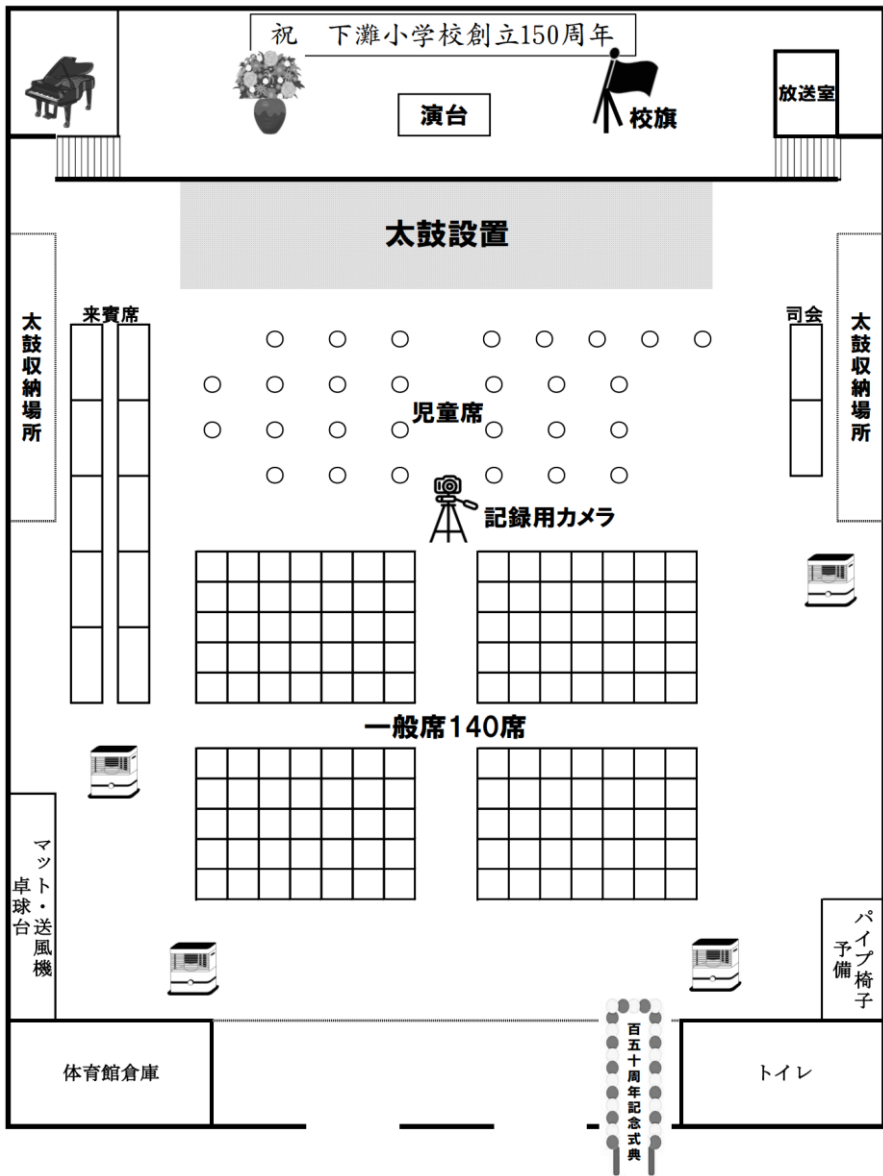 祝　下灘小学校創立150周年
演台
校旗
放送室
太鼓設置
太鼓収納場所
来賓席
司会
太鼓収納場所
児童席
記録用カメラ
一般席140席
マット・送風機
卓球台
パイプ椅子
予備
体育館倉庫
百五十周年記念式典
トイレ